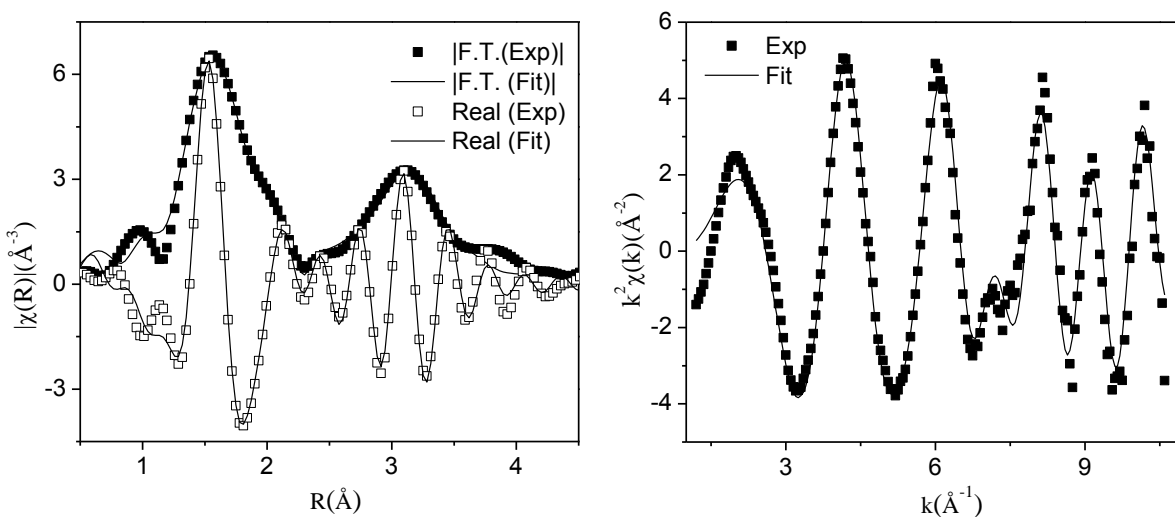 |F.T.(Exp)|
|F.T. (Fit)|
Real (Exp)
Real (Fit)
6
3
0
-3
|χ(R)|(Å⁻³)
1
2
3
4
R(Å)
Exp
Fit
6
4
2
0
-2
-4
k²χ(k)(Å⁻²)
3
6
9
k(Å⁻¹)